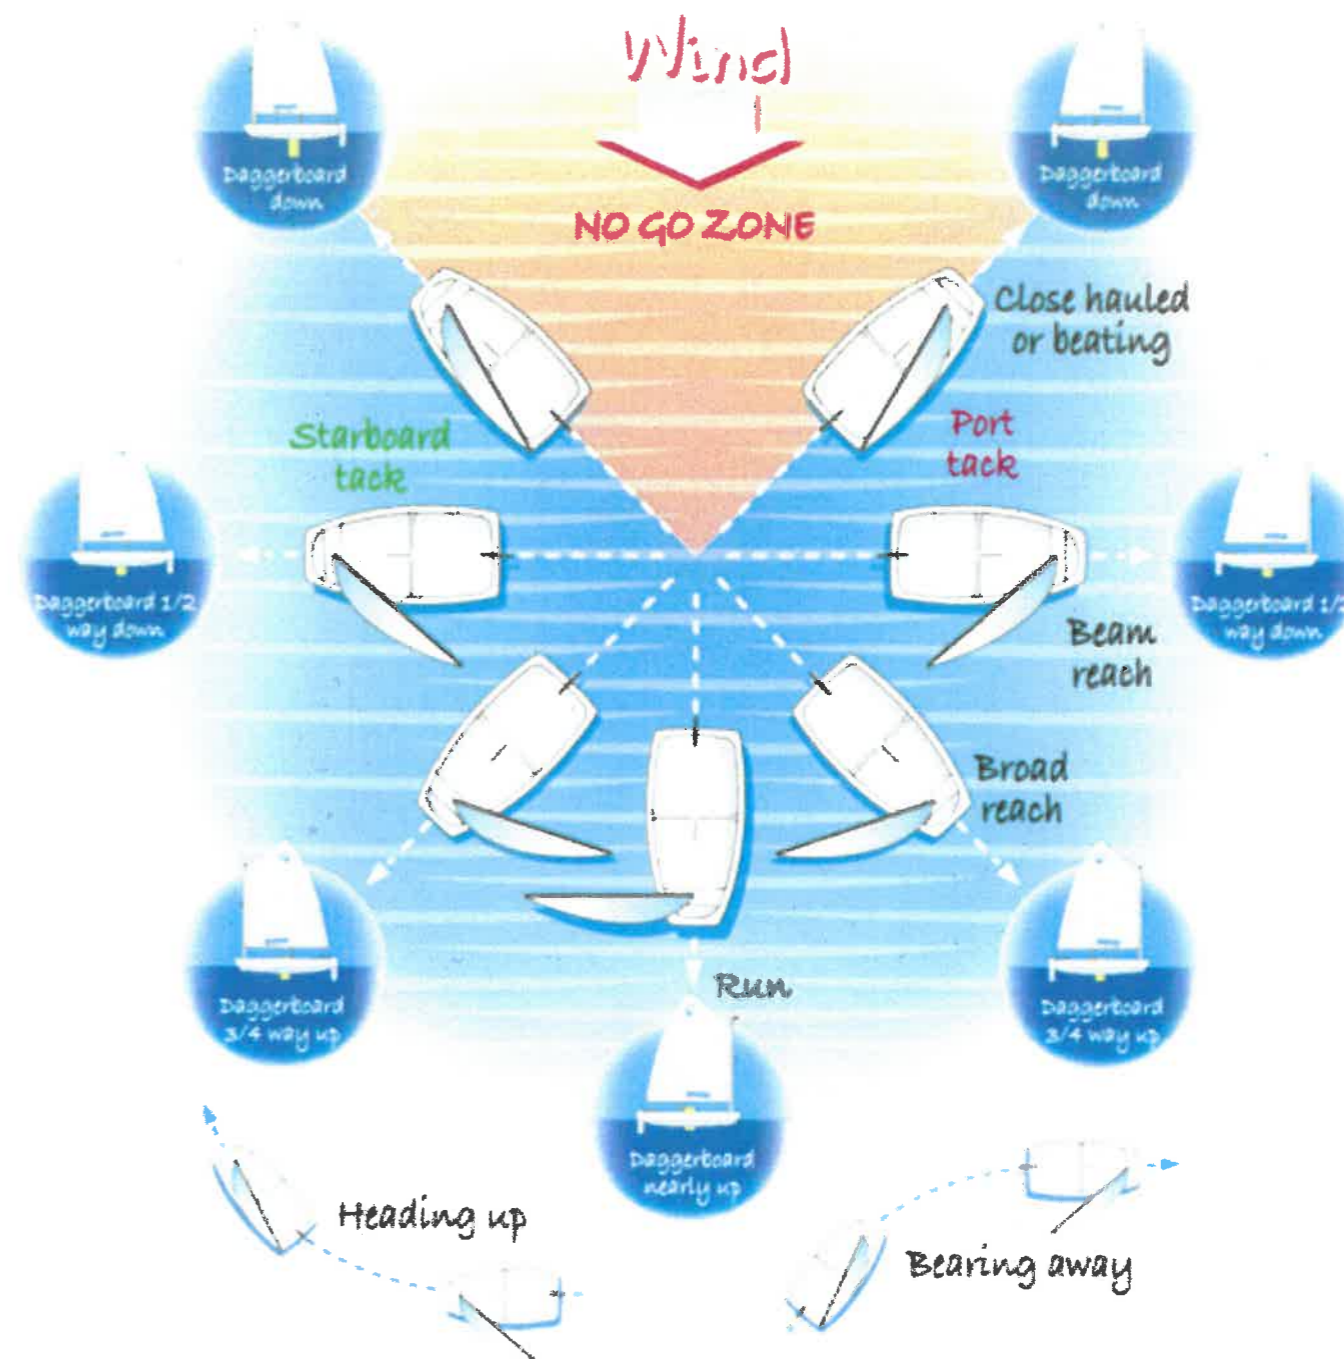 Wind
Daggerboard
down
Daggerboard
down
NO GO ZONE
Close hauled
or beating
Starboard
tack
Port
tack
Daggerboard 1/2
way down
Daggerboard 1/
way down
Beam
reach
Broad
reach
Run
Daggerboard
3/4 way up
Daggerboard
3/4 way up
Daggerboard
nearly up
Heading up
Bearing away